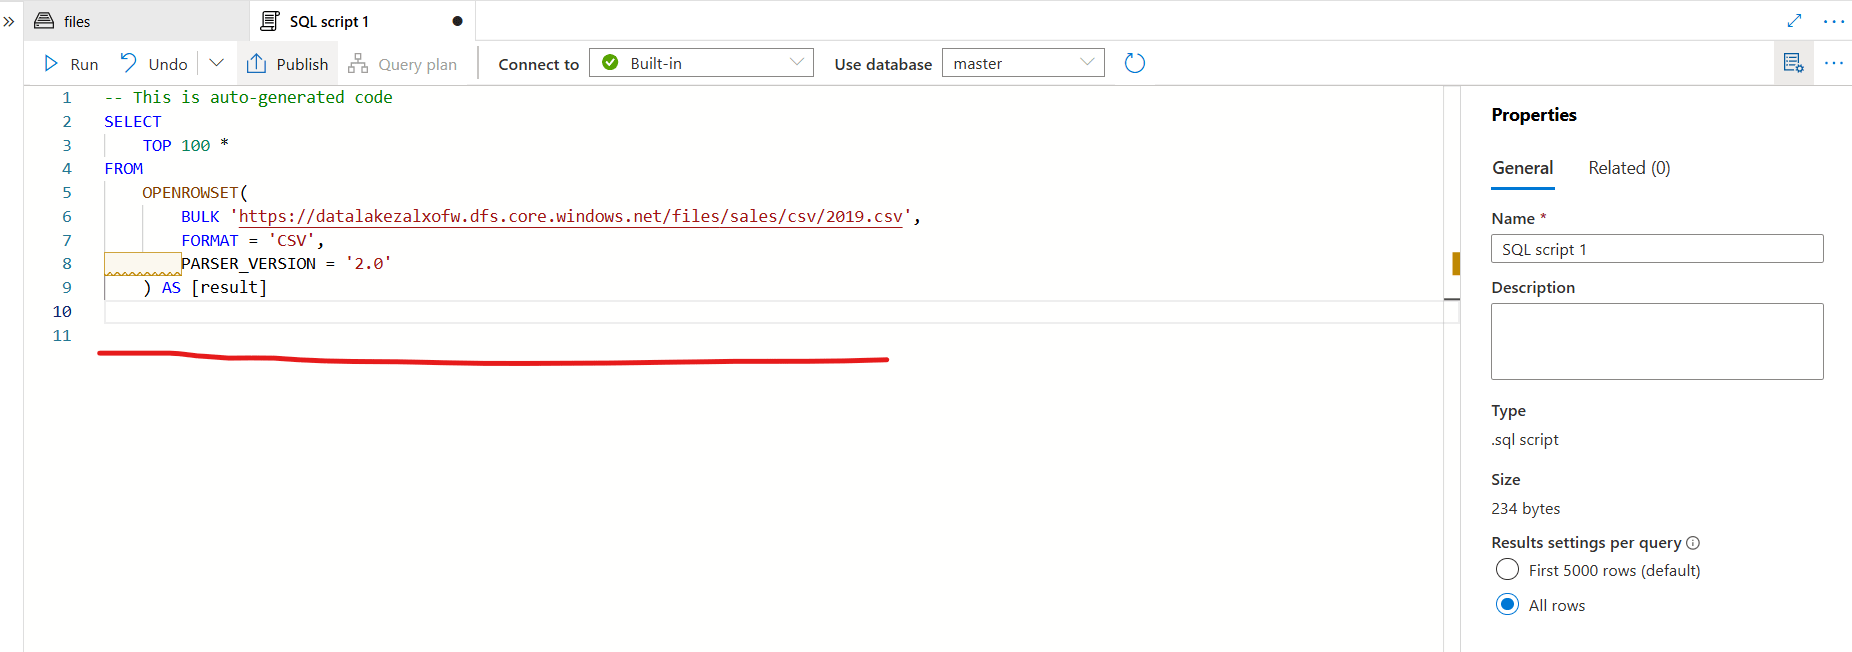 files
SQL script 1
Run
Undo
Publish
Query plan
Connect to
Built-in
Use database
master
1 -- This is auto-generated code
2 SELECT
3 TOP 100 *
4 FROM
5 OPENROWSET(
6 BULK 'https://datalakezalxofw.dfs.core.windows.net/files/sales/csv/2019.csv',
7 FORMAT = 'CSV',
8 PARSER_VERSION = '2.0'
9 ) AS [result]
10
11
Properties
General Related (0)
Name *
SQL script 1
Description
Type
.sql script
Size
234 bytes
Results settings per query
First 5000 rows (default)
All rows